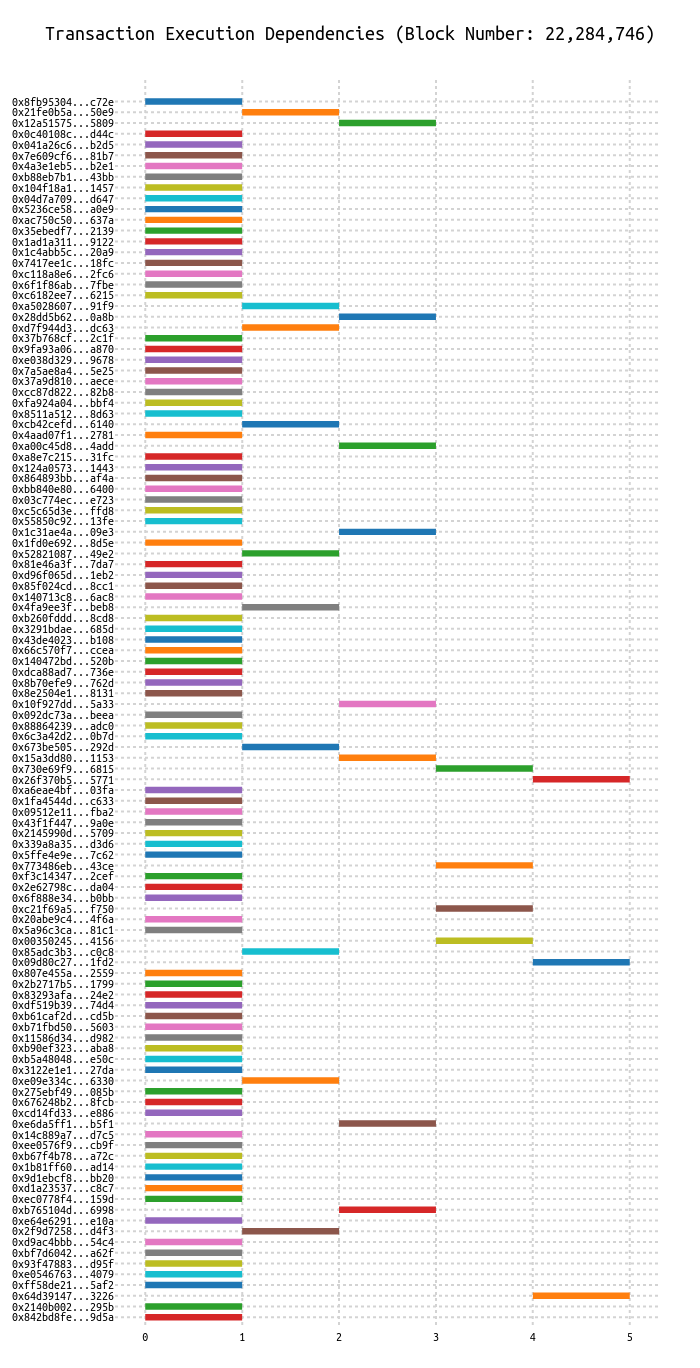 Transaction Execution Dependencies (Block Number: 22,284,746)
0x8fb95304...c72e
0x21fe0b5a...50e9
0x12a51575...5809
0x0c40108c...d44c
0x041a26c6...b2d5
0x7e609cf6...81b7
0x4a3e1eb5...b2e1
0xb88eb7b1...43bb
0x104f18a1...1457
0x04d7a709...d647
0x5236ce58...a0e9
0xac750c50...637a
0x35ebedf7...2139
0x1ad1a311...9122
0x1c4abb5c...20a9
0x7417ee1c...18fc
0xc118a8e6...2fc6
0x6f1f86ab...7fbe
0xc6182ee7...6215
0xa5028607...91f9
0x28dd5b62...0a8b
0xd7f944d3...dc63
0x37b768cf...2c1f
0x9fa93a06...a870
0xe038d329...9678
0x7a5ae8a4...5e25
0x37a9d810...aece
0xcc87d822...82b8
0xfa924a04...bbf4
0x8511a512...8d63
0xcb42cefd...6140
0x4aad07f1...2781
0xa00c45d8...4add
0xa8e7c215...31fc
0x124a0573...1443
0x864893bb...af4a
0xbb840e80...6400
0x03c774ec...e723
0xc5c65d3e...ffd8
0x55850c92...13fe
0x1c31ae4a...09e3
0x1fd0e692...8d5e
0x52821087...49e2
0x81e46a3f...7da7
0xd96f065d...1eb2
0x85f024cd...8cc1
0x140713c8...6ac8
0x4fa9ee3f...beb8
0xb260fddd...8cd8
0x3291bdae...685d
0x43de4023...b108
0x66c570f7...ccea
0x140472bd...520b
0xdca88ad7...736e
0x8b70efe9...762d
0x8e2504e1...8131
0x10f927dd...5a33
0x092dc73a...beea
0x88864239...adc0
0x6c3a42d2...0b7d
0x673be505...292d
0x15a3dd80...1153
0x730e69f9...6815
0x26f370b5...5771
0xa6eae4bf...03fa
0x1fa4544d...c633
0x09512e11...fba2
0x43f1f447...9a0e
0x2145990d...5709
0x339a8a35...d3d6
0x5ffe4e9e...7c62
0x773486eb...43ce
0xf3c14347...2cef
0x2e62798c...da04
0x6f888e34...b0bb
0xc21f69a5...f750
0x20abe9c4...4f6a
0x5a96c3ca...81c1
0x00350245...4156
0x85adc3b3...c0c8
0x09d80c27...1fd2
0x807e455a...2559
0x2b2717b5...1799
0x83293afa...24e2
0xdf519b39...74d4
0xb61caf2d...cd5b
0xb71fbd50...5603
0x11586d34...d982
0xb90ef323...aba8
0xb5a48048...e50c
0x3122e1e1...27da
0xe09e334c...6330
0x275ebf49...085b
0x676248b2...8fcb
0xcd14fd33...e886
0xe6da5ff1...b5f1
0x14c889a7...d7c5
0xee0576f9...cb9f
0xb67f4b78...a72c
0x1b81ff60...ad14
0x9d1ebcf8...bb20
0xd1a23537...c8c7
0xec0778f4...159d
0xb765104d...6998
0xe64e6291...e10a
0x2f9d7258...d4f3
0xd9ac4bbb...54c4
0xbf7d6042...a62f
0x93f47883...d95f
0xe0546763...4079
0xff58de21...5af2
0x64d39147...3226
0x2140b002...295b
0x842bd8fe...9d5a
0 1 2 3 4 5